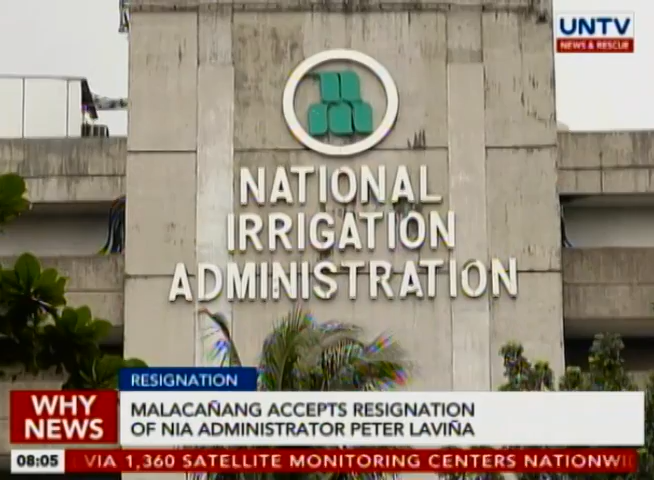 UNTV
NEWS & RESCUE
NATIONAL
IRRIGATION
ADMINISTRATION
RESIGNATION
WHY
NEWS
MALACAÑANG ACCEPTS RESIGNATION
OF NIA ADMINISTRATOR PETER LAVIÑA
08:05
VIA 1,360 SATELLITE MONITORING CENTERS NATIONWI